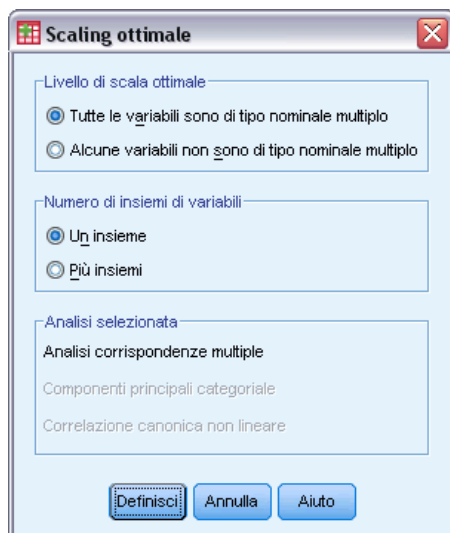 Scaling ottimale
Livello di scala ottimale
Tutte le variabili sono di tipo nominale multiplo
Alcune variabili non sono di tipo nominale multiplo
Numero di insiemi di variabili
Un insieme
Più insiemi
Analisi selezionata
Analisi corrispondenze multiple
Componenti principali categoriale
Correlazione canonica non lineare
Definisci Annulla Aiuto